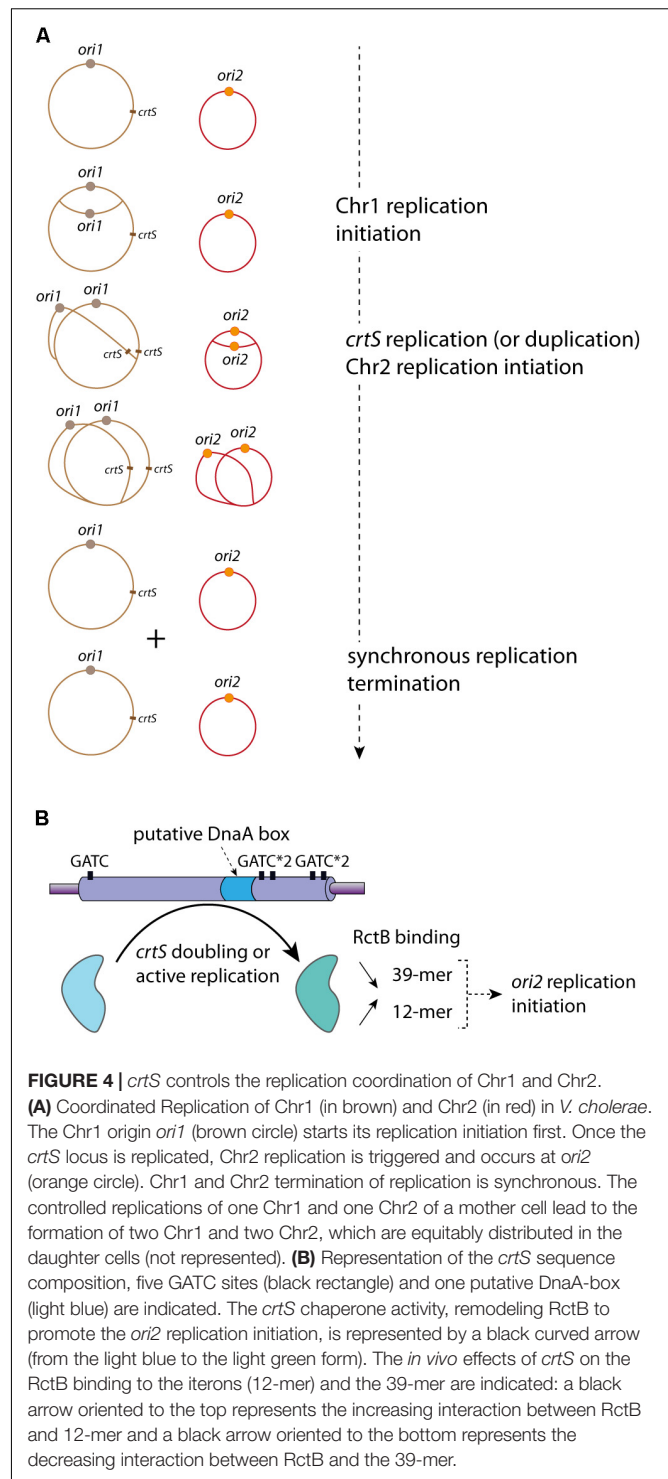 A
ori1
ori2
crtS
ori1
ori2
ori1
crtS
Chr1 replication
initiation
ori1
ori1
ori2
crtS
crtS
ori2
crtS replication (or duplication)
Chr2 replication intiation
ori1
ori1
ori2
ori2
crtS
crtS
ori1
ori2
crtS
+
ori1
ori2
crtS
synchronous replication
termination
B
putative DnaA box
GATC
GATC*2
GATC*2
crtS doubling or
active replication
RctB binding
39-mer
12-mer
ori2 replication
initiation
FIGURE 4 | crtS controls the replication coordination of Chr1 and Chr2.
(A) Coordinated Replication of Chr1 (in brown) and Chr2 (in red) in V. cholerae.
The Chr1 origin ori1 (brown circle) starts its replication initiation first. Once the
crtS locus is replicated, Chr2 replication is triggered and occurs at ori2
(orange circle). Chr1 and Chr2 termination of replication is synchronous. The
controlled replications of one Chr1 and one Chr2 of a mother cell lead to the
formation of two Chr1 and two Chr2, which are equitably distributed in the
daughter cells (not represented). (B) Representation of the crtS sequence
composition, five GATC sites (black rectangle) and one putative DnaA-box
(light blue) are indicated. The crtS chaperone activity, remodeling RctB to
promote the ori2 replication initiation, is represented by a black curved arrow
(from the light blue to the light green form). The in vivo effects of crtS on the
RctB binding to the iterons (12-mer) and the 39-mer are indicated: a black
arrow oriented to the top represents the increasing interaction between RctB
and 12-mer and a black arrow oriented to the bottom represents the
decreasing interaction between RctB and the 39-mer.